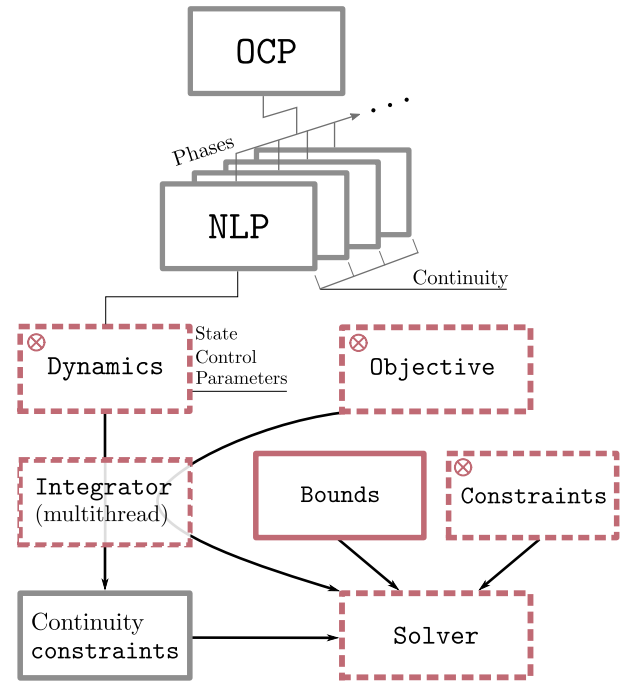 OCP
Phases
NLP
Continuity
Dynamics
State
Control
Parameters
Objective
Integrator
(multithread)
Bounds
Constraints
Continuity
constraints
Solver